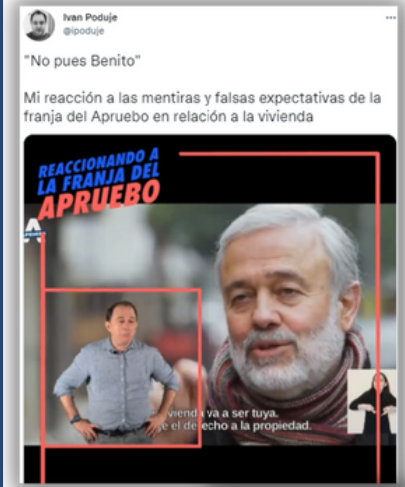 Ivan Poduje
@ipoduje
"No pues Benito"
Mi reacción a las mentiras y falsas expectativas de la
franja del Apruebo en relación a la vivienda
REACCIONANDO A
LA FRANJA DEL
APRUEBO
A
vienda va a ser tuya.
e el derecho a la propiedad.